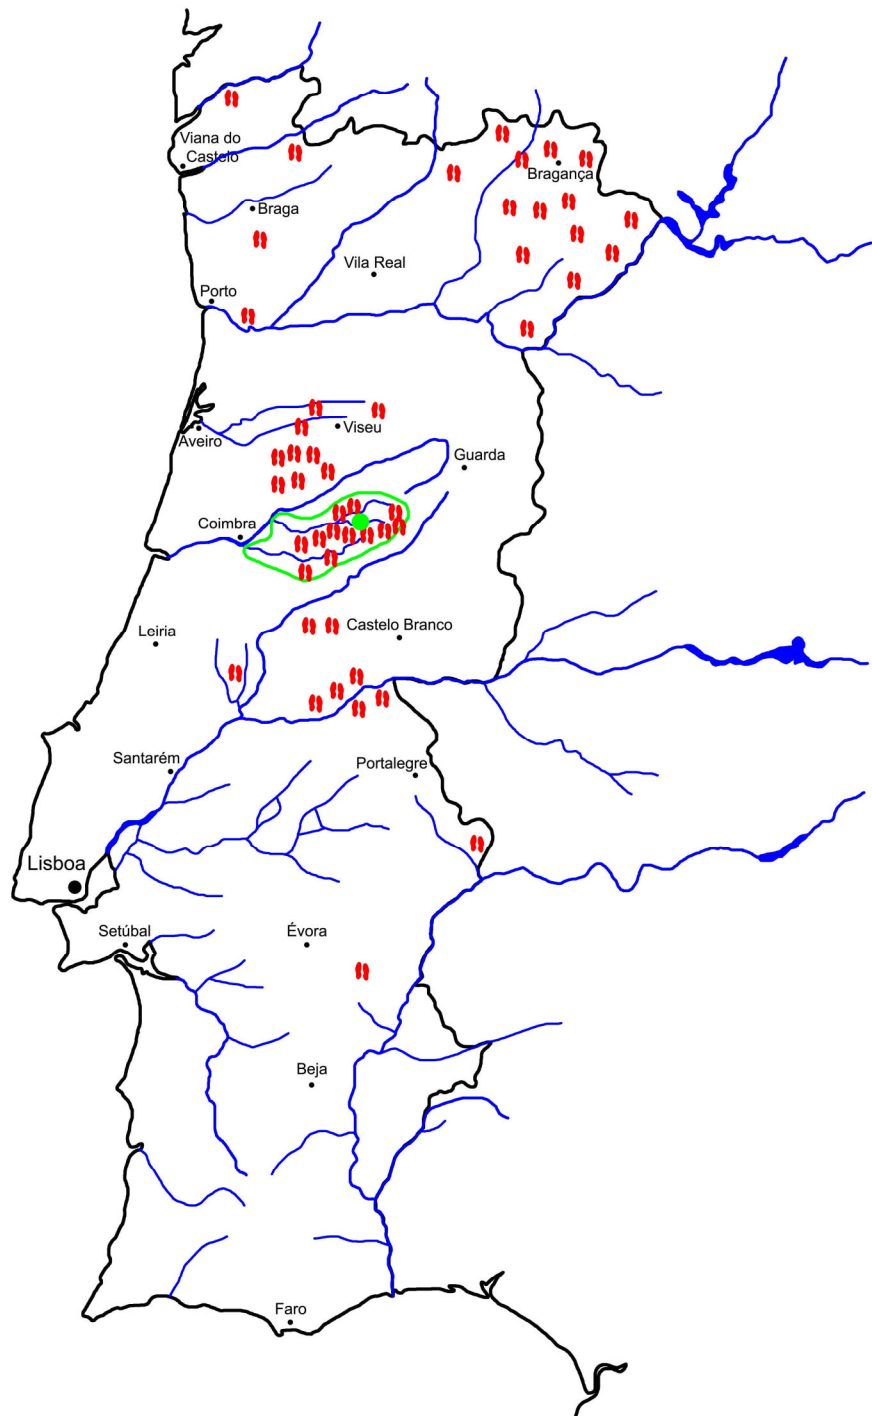 Viana do
Castelo
Bragança
Braga
Vila Real
Porto
Aveiro
Viseu
Guarda
Coimbra
Leiria
Castelo Branco
Santarém
Portalegre
Lisboa
Setúbal
Évora
Beja
Faro